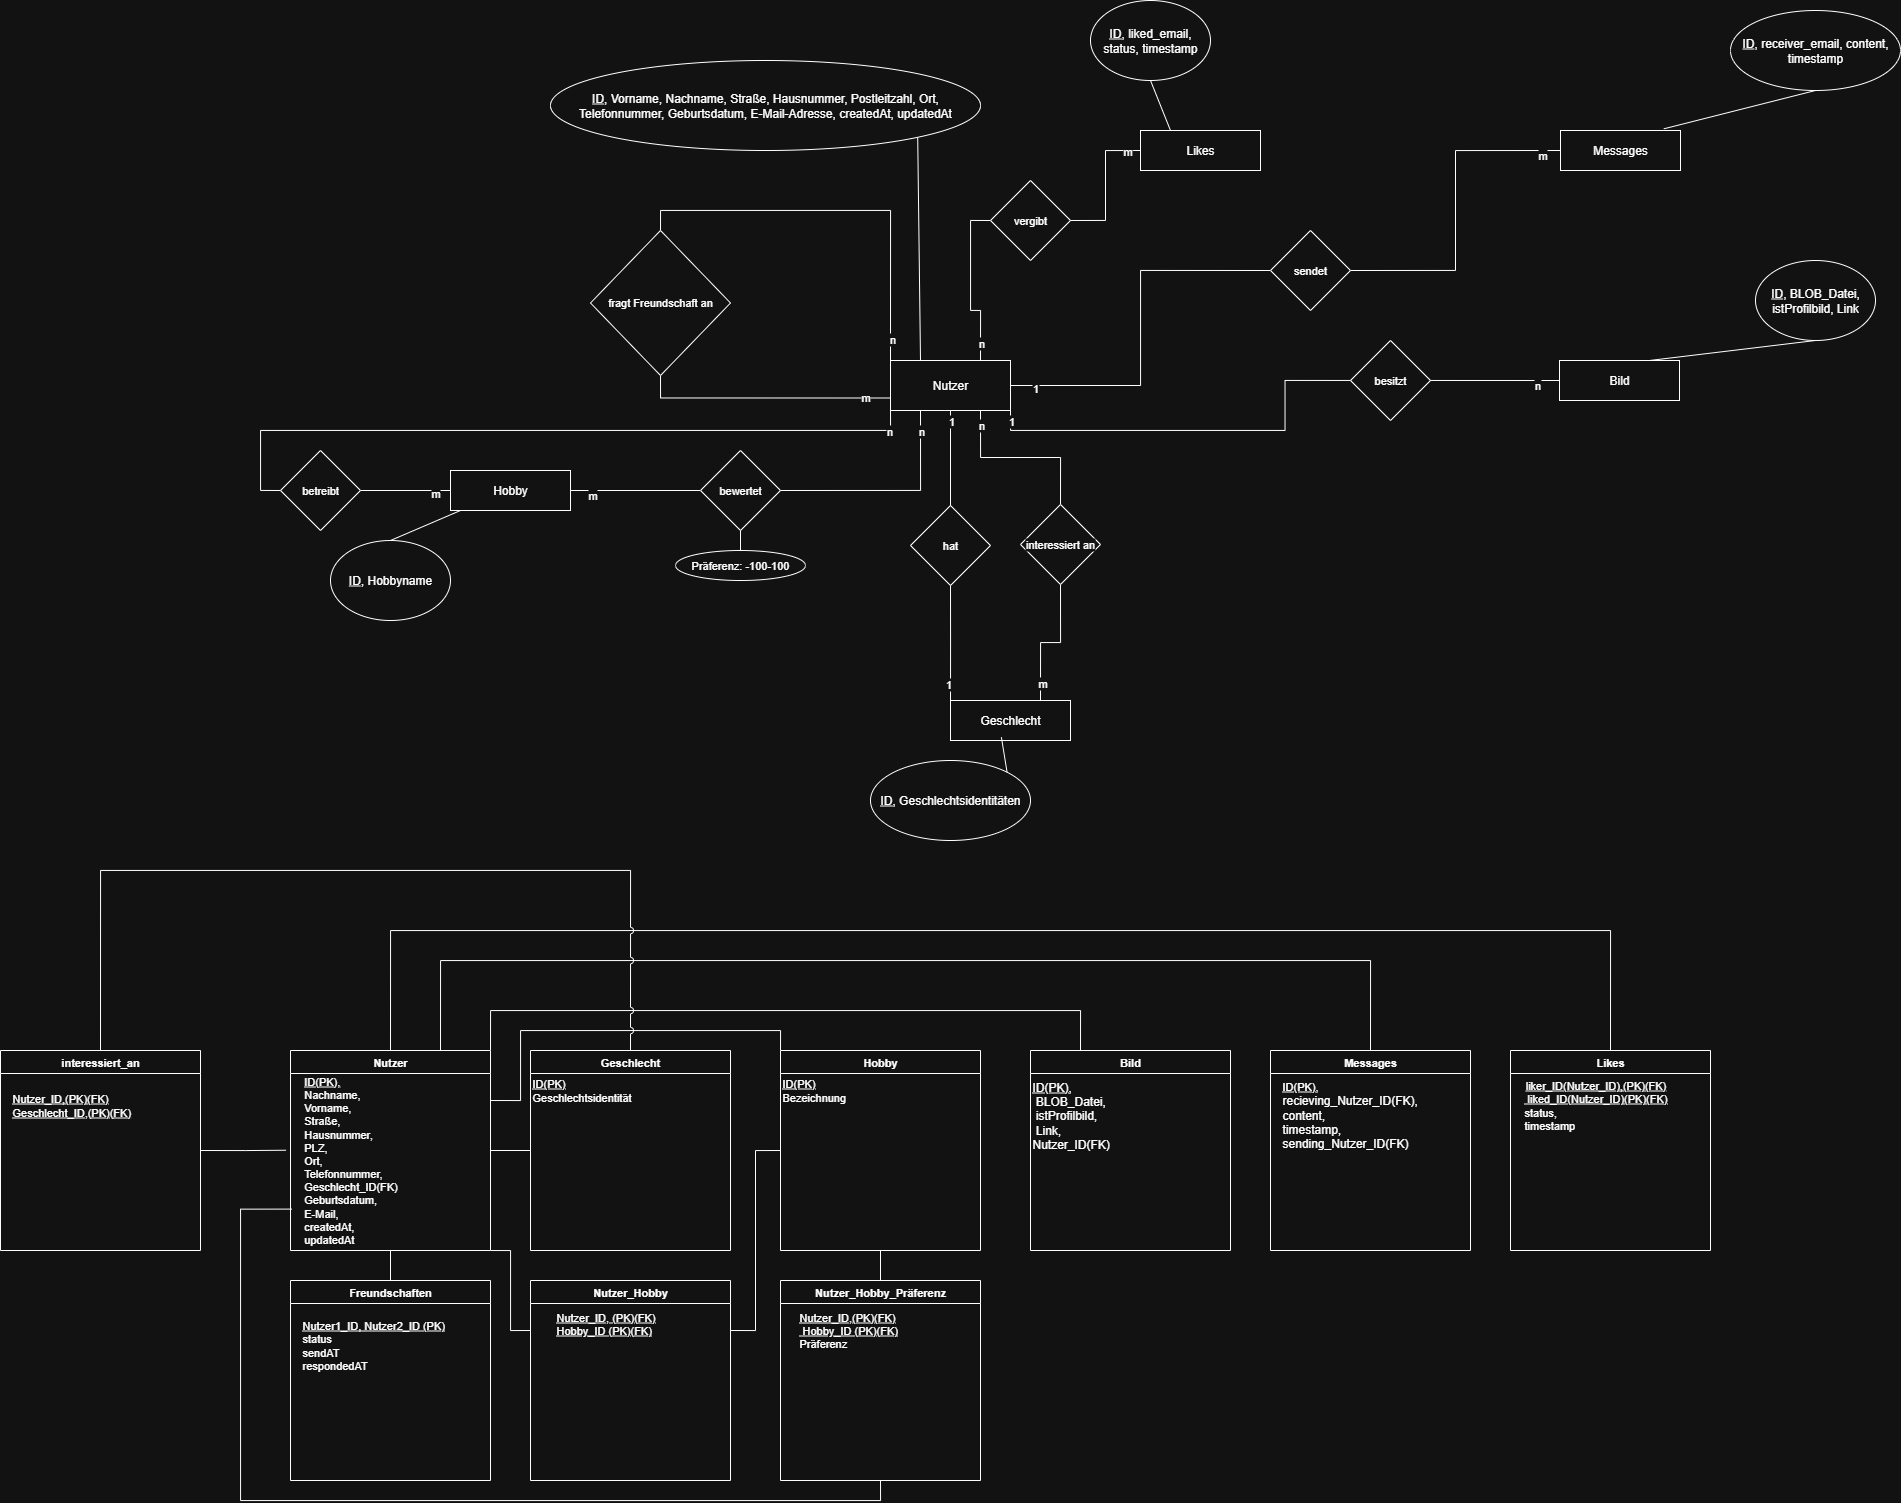 ID, liked_email,
status, timestamp
ID, receiver_email, content,
timestamp
ID, Vorname, Nachname, Straße, Hausnummer, Postleitzahl, Ort,
Telefonnummer, Geburtsdatum, E-Mail-Adresse, createdAt, updatedAt
m
Likes
m
Messages
vergibt
sendet
fragt Freundschaft an
ID, BLOB_Datei,
istProfilbild, Link
n
n
Nutzer
1
besitzt
n
Bild
m
n
n
1
n
1
betreibt
m
Hobby
m
bewertet
hat
interessiert an
Präferenz: -100-100
ID, Hobbyname
1
m
Geschlecht
ID, Geschlechtsidentitäten
interessiert_an
Nutzer_ID,(PK)(FK)
Geschlecht_ID,(PK)(FK)
Nutzer
ID(PK),
Nachname,
Vorname,
Straße,
Hausnummer,
PLZ,
Ort,
Telefonnummer,
Geschlecht_ID(FK)
Geburtsdatum,
E-Mail,
createdAt,
updatedAt
Geschlecht
ID(PK)
Geschlechtsidentität
Hobby
ID(PK)
Bezeichnung
Bild
ID(PK),
BLOB_Datei,
istProfilbild,
Link,
Nutzer_ID(FK)
Messages
ID(PK),
recieving_Nutzer_ID(FK),
content,
timestamp,
sending_Nutzer_ID(FK)
Likes
liker_ID(Nutzer_ID),(PK)(FK)
liked_ID(Nutzer_ID)(PK)(FK)
status,
timestamp
Freundschaften
Nutzer1_ID, Nutzer2_ID (PK)
status
sendAT
respondedAT
Nutzer_Hobby
Nutzer_ID, (PK)(FK)
Hobby_ID (PK)(FK)
Nutzer_Hobby_Präferenz
Nutzer_ID,(PK)(FK)
Hobby_ID (PK)(FK)
Präferenz